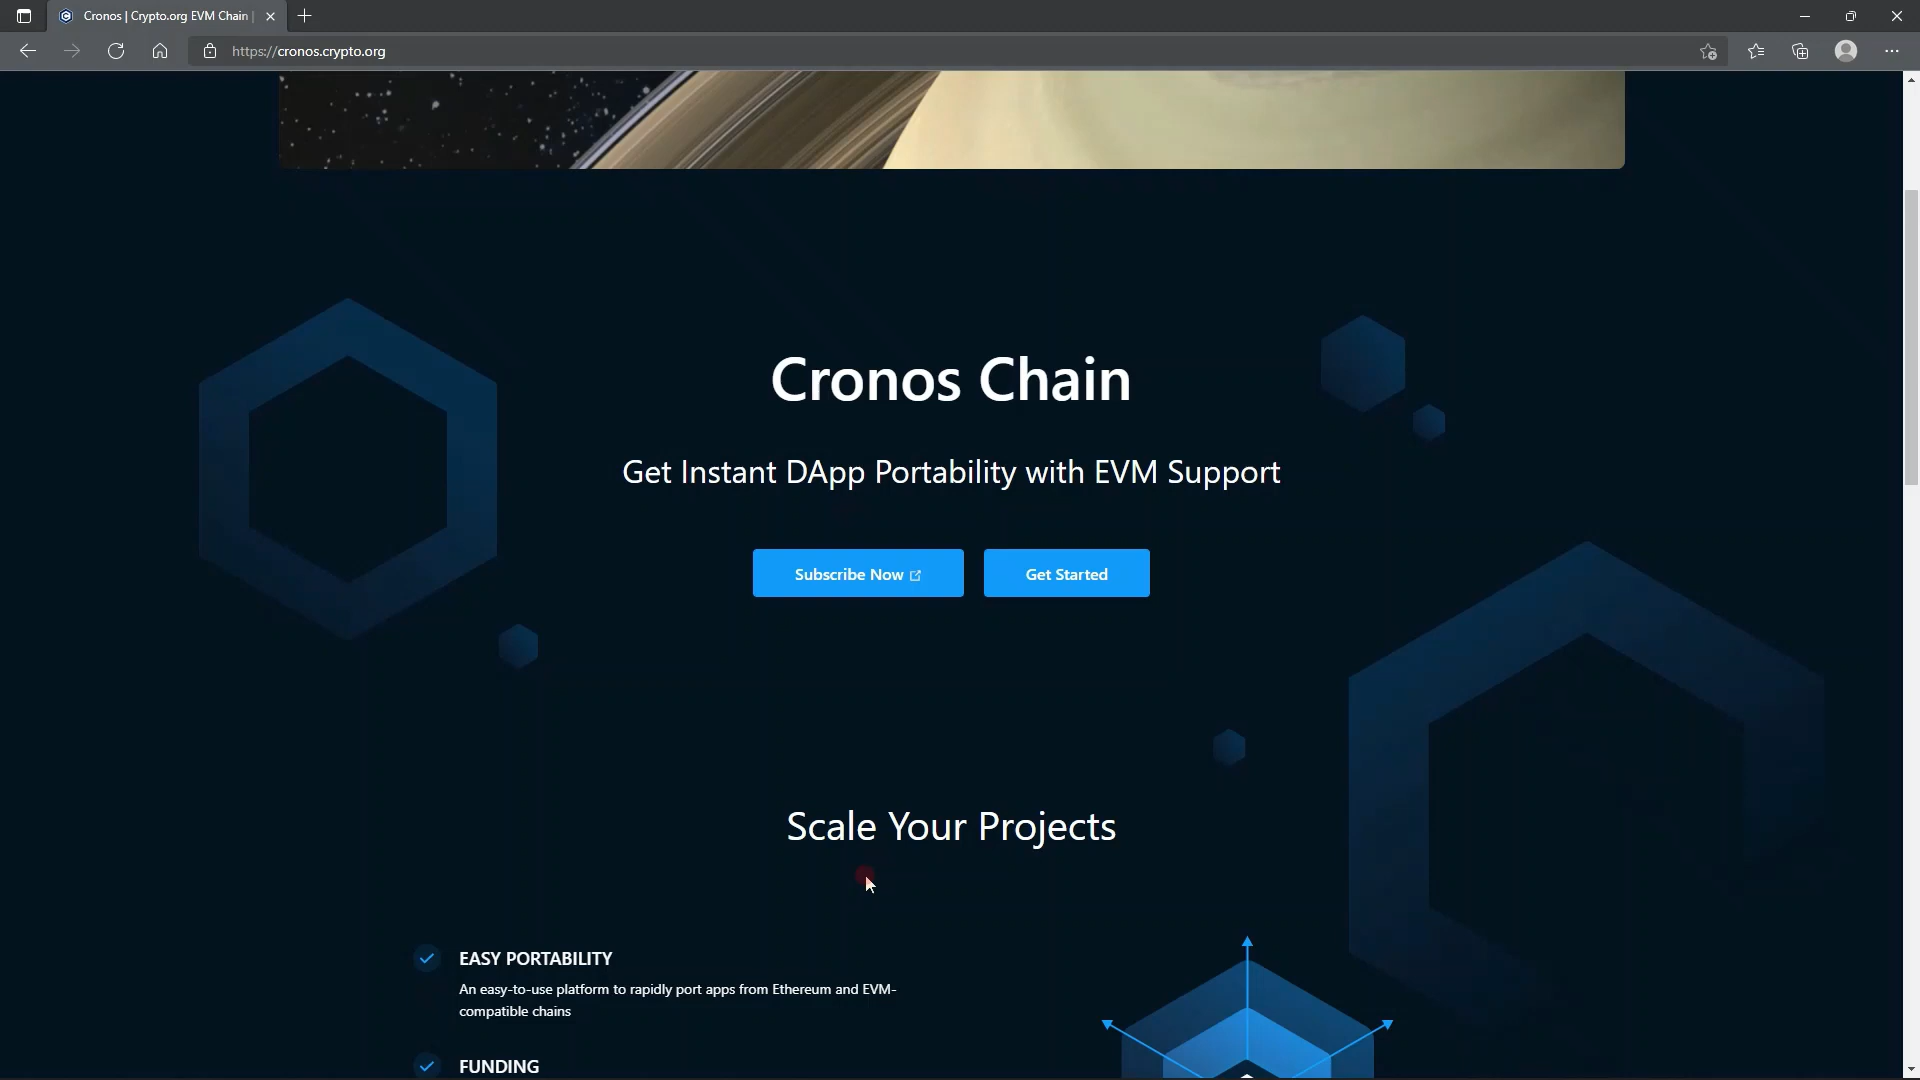 Cronos | Crypto.org EVM Chain |
https://cronos.crypto.org
Cronos Chain
Get Instant DApp Portability with EVM Support
Subscribe Now
Get Started
Scale Your Projects
EASY PORTABILITY
An easy-to-use platform to rapidly port apps from Ethereum and EVM-
compatible chains
FUNDING